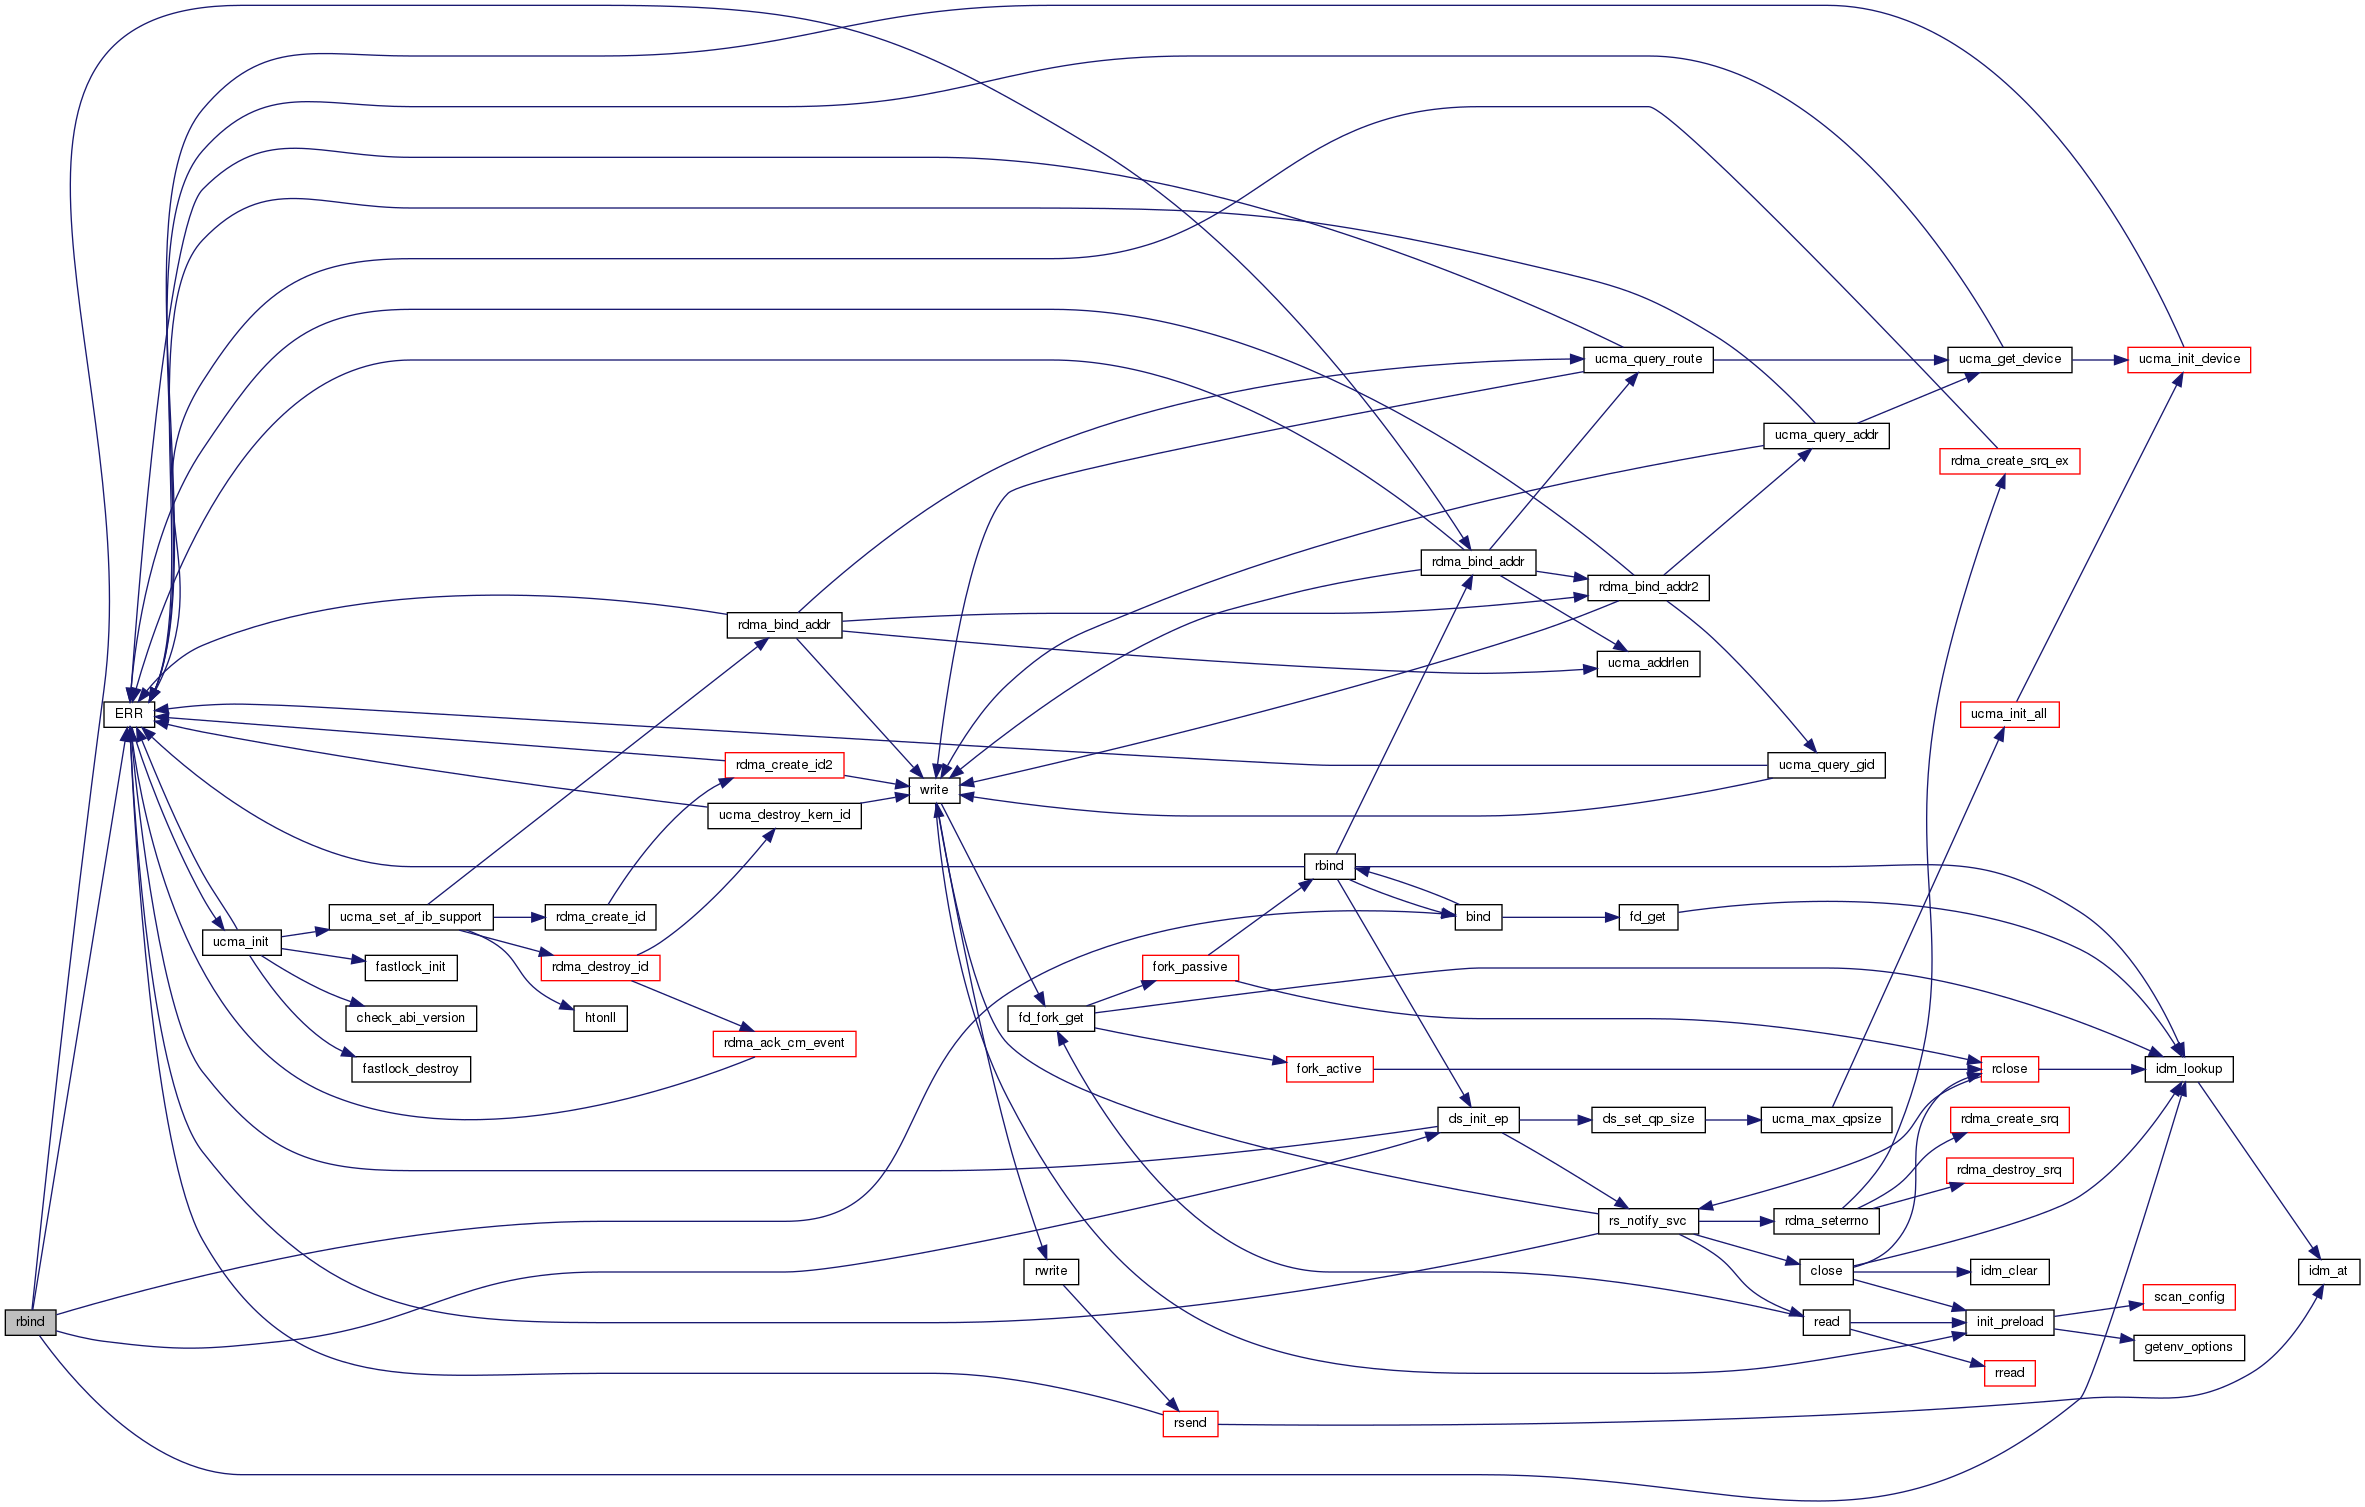 ucma_query_route
ucma_get_device
ucma_init_device
ucma_query_addr
rdma_create_srq_ex
rdma_bind_addr
rdma_bind_addr2
rdma_bind_addr
ucma_addrlen
ERR
ucma_init_all
rdma_create_id2
ucma_query_gid
write
ucma_destroy_kern_id
rbind
ucma_set_af_ib_support
rdma_create_id
bind
fd_get
ucma_init
fastlock_init
rdma_destroy_id
fork_passive
check_abi_version
htonll
fd_fork_get
rdma_ack_cm_event
fastlock_destroy
fork_active
rclose
idm_lookup
ds_init_ep
ds_set_qp_size
ucma_max_qpsize
rdma_create_srq
rdma_destroy_srq
rs_notify_svc
rdma_seterrno
rwrite
close
idm_clear
idm_at
scan_config
rbind
read
init_preload
getenv_options
rread
rsend